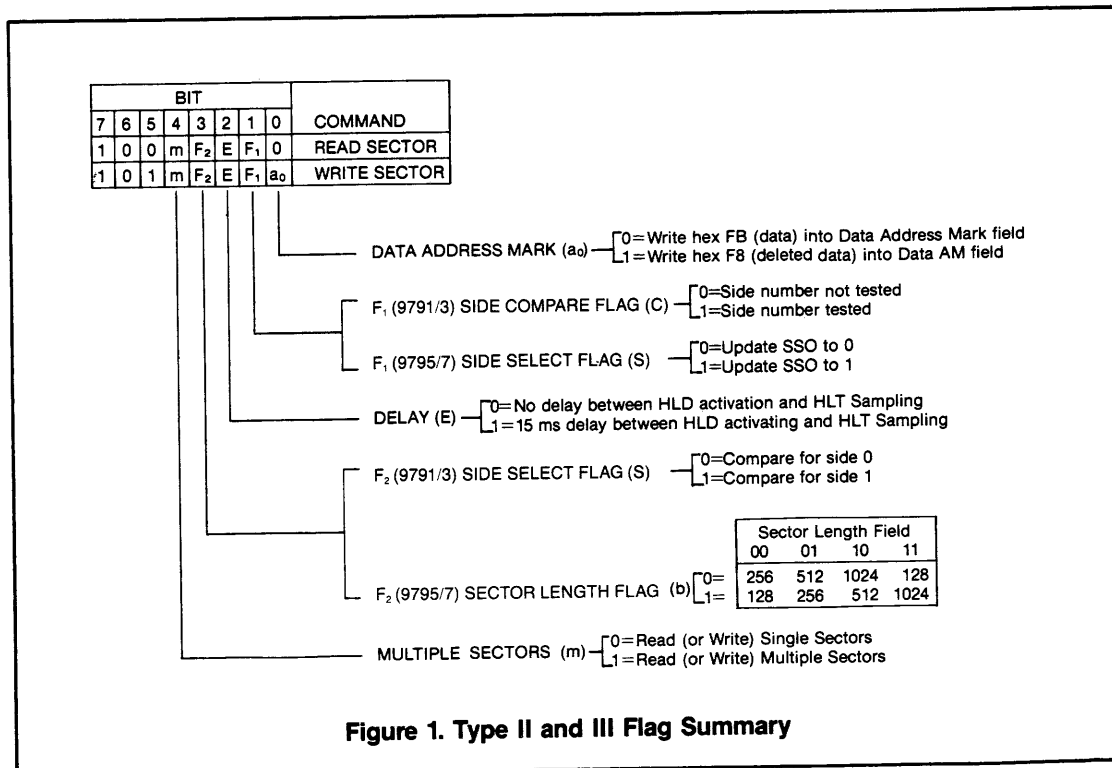 BIT
7 6 5 4 3 2 1 0 COMMAND
1 0 0 m F₂ E F₁ 0 READ SECTOR
1 0 1 m F₂ E F₁ a₀ WRITE SECTOR
DATA ADDRESS MARK (a₀) 0=Write hex FB (data) into Data Address Mark field
1=Write hex F8 (deleted data) into Data AM field
F₁ (9791/3) SIDE COMPARE FLAG (C) 0=Side number not tested
1=Side number tested
F₁ (9795/7) SIDE SELECT FLAG (S) 0=Update SSO to 0
1=Update SSO to 1
DELAY (E) 0=No delay between HLD activation and HLT Sampling
1=15 ms delay between HLD activating and HLT Sampling
F₂ (9791/3) SIDE SELECT FLAG (S) 0=Compare for side 0
1=Compare for side 1
Sector Length Field
00 01 10 11
F₂ (9795/7) SECTOR LENGTH FLAG (b) 0= 256 512 1024 128
1= 128 256 512 1024
MULTIPLE SECTORS (m) 0=Read (or Write) Single Sectors
1=Read (or Write) Multiple Sectors
Figure 1. Type II and III Flag Summary